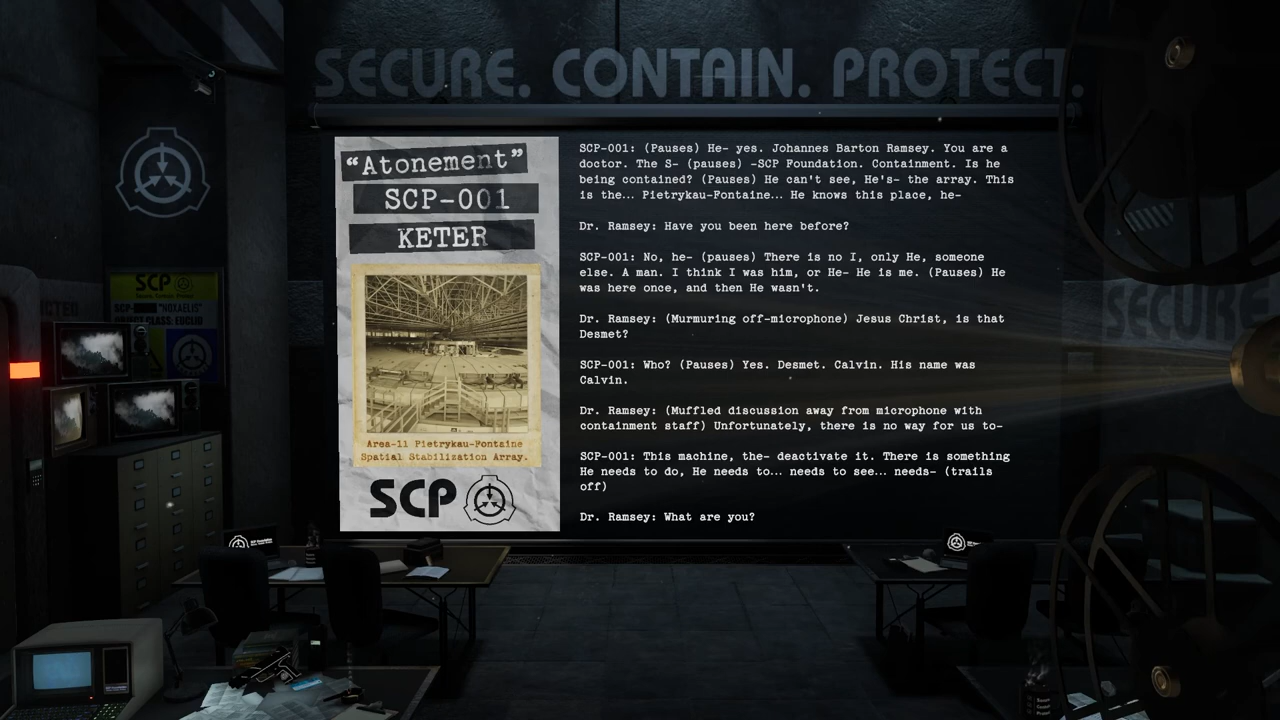 SECURE. CONTAIN. PROTECT.
"Atonement"
SCP-001
KETER
Area-11 Pietrykau-Fontaine
Spatial Stabilization Array.
SCP
SCP-001: (Pauses) He- yes. Johannes Barton Ramsey. You are a
doctor. The S- (pauses) -SCP Foundation. Containment. Is he
being contained? (Pauses) He can't see, He's- the array. This
is the... Pietrykau-Fontaine... He knows this place, he-
Dr. Ramsey: Have you been here before?
SCP-001: No, he- (pauses) There is no I, only He, someone
else. A man. I think I was him, or He- He is me. (Pauses) He
was here once, and then He wasn't.
Dr. Ramsey: (Murmuring off-microphone) Jesus Christ, is that
Desmet?
SCP-001: Who? (Pauses) Yes. Desmet. Calvin. His name was
Calvin.
Dr. Ramsey: (Muffled discussion away from microphone with
containment staff) Unfortunately, there is no way for us to-
SCP-001: This machine, the- deactivate it. There is something
He needs to do, He needs to... needs to see... needs- (trails
off)
Dr. Ramsey: What are you?
SCP
Secure. Contain. Protect.
SCP- "NOXAELIS"
OBJECT CLASS: EUCLID
SECURE